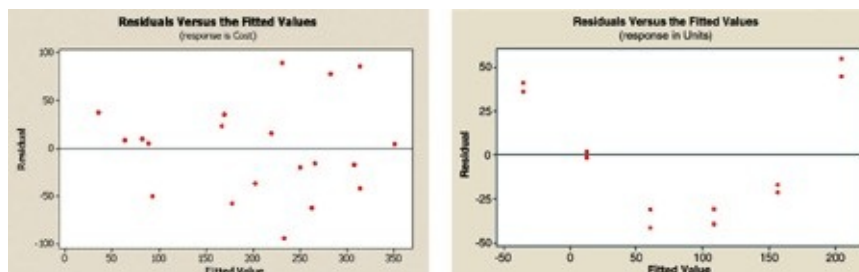 Residuals Versus the Fitted Values
(response is Cost)
100
50
0
-50
-100
Residual
0 50 100 150 200 250 300 350
Fitted Value
Residuals Versus the Fitted Values
(response in Units)
50
25
0
-25
-50
Residual
-50 0 50 100 150 200
Fitted Value